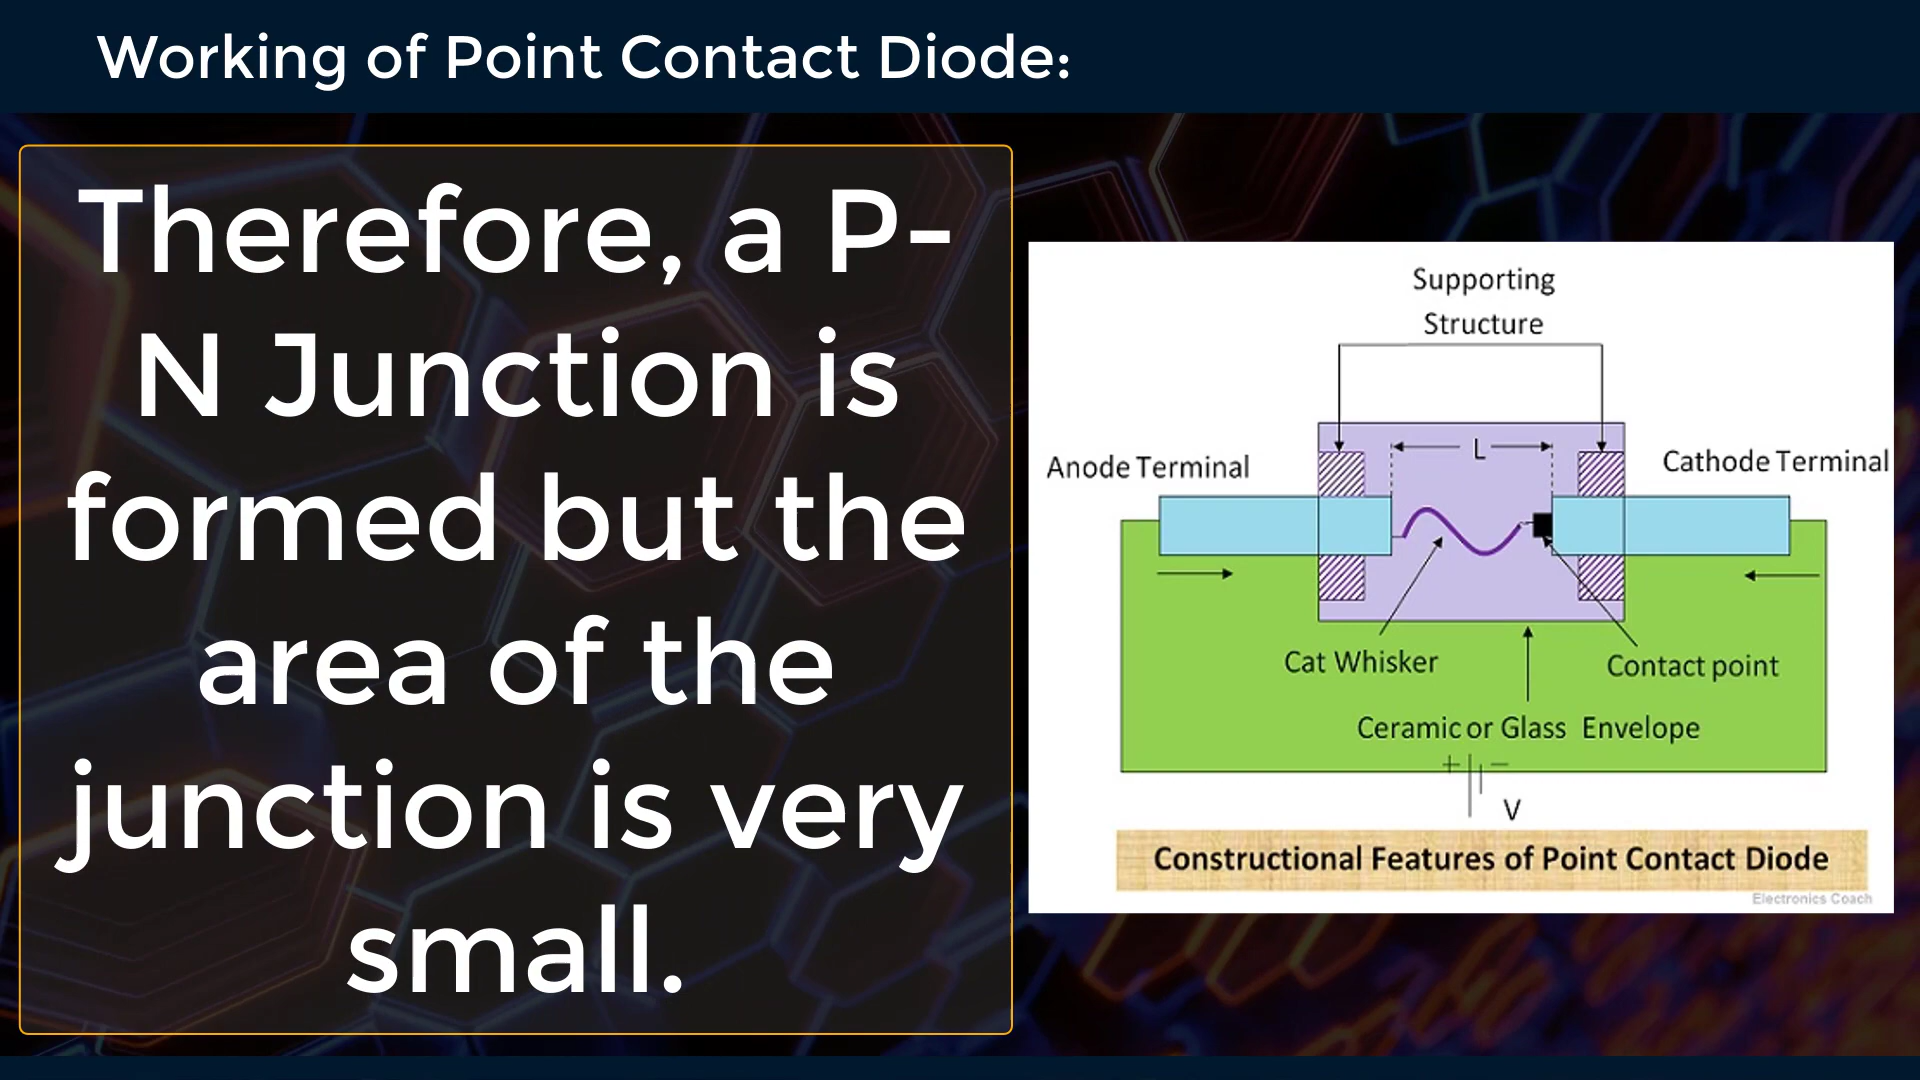 Working of Point Contact Diode:
Therefore, a P-
N Junction is
formed but the
area of the
junction is very
small.
Supporting
Structure
L
Anode Terminal
Cathode Terminal
Cat Whisker
Contact point
Ceramic or Glass Envelope
+ −
V
Constructional Features of Point Contact Diode
Electronics Coach